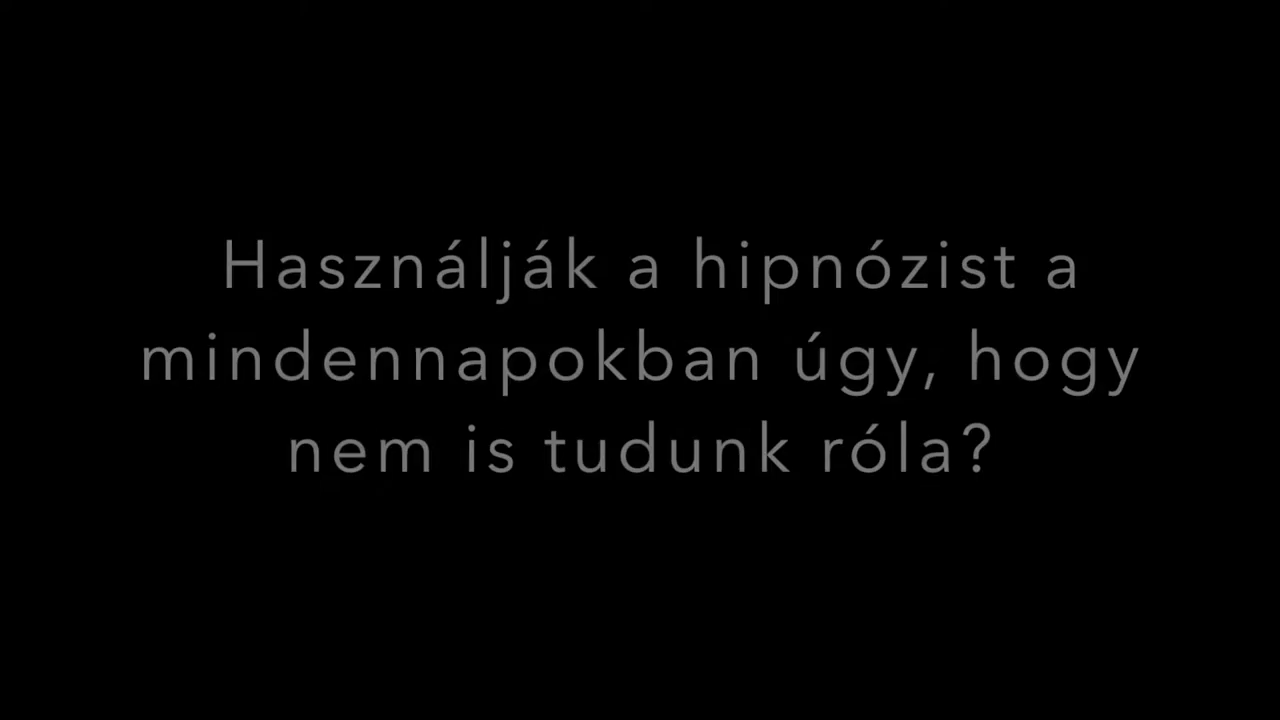 Használják a hipnózist a
mindennapokban úgy, hogy
nem is tudunk róla?